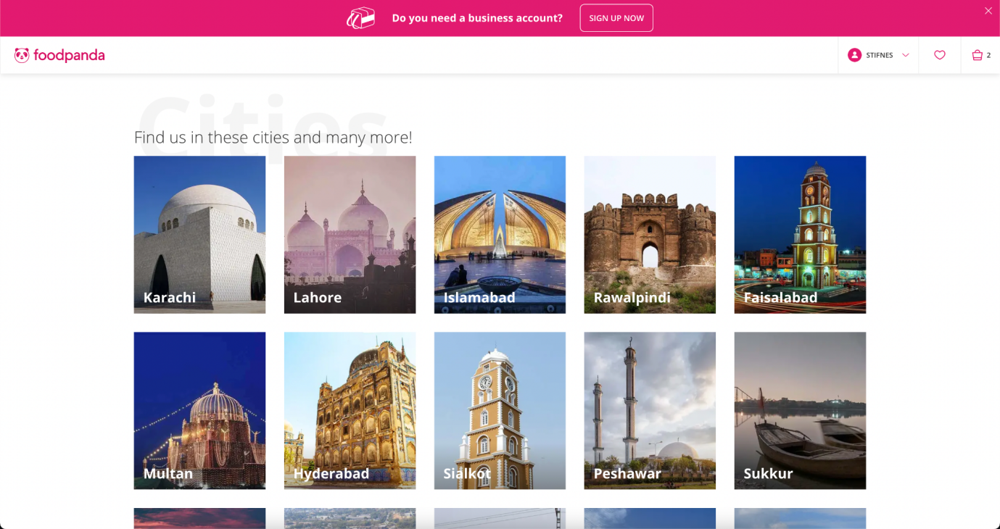 Do you need a business account?
SIGN UP NOW
foodpanda
STIFNES
2
Cities
Find us in these cities and many more!
Karachi
Lahore
Islamabad
Rawalpindi
Faisalabad
Multan
Hyderabad
Sialkot
Peshawar
Sukkur